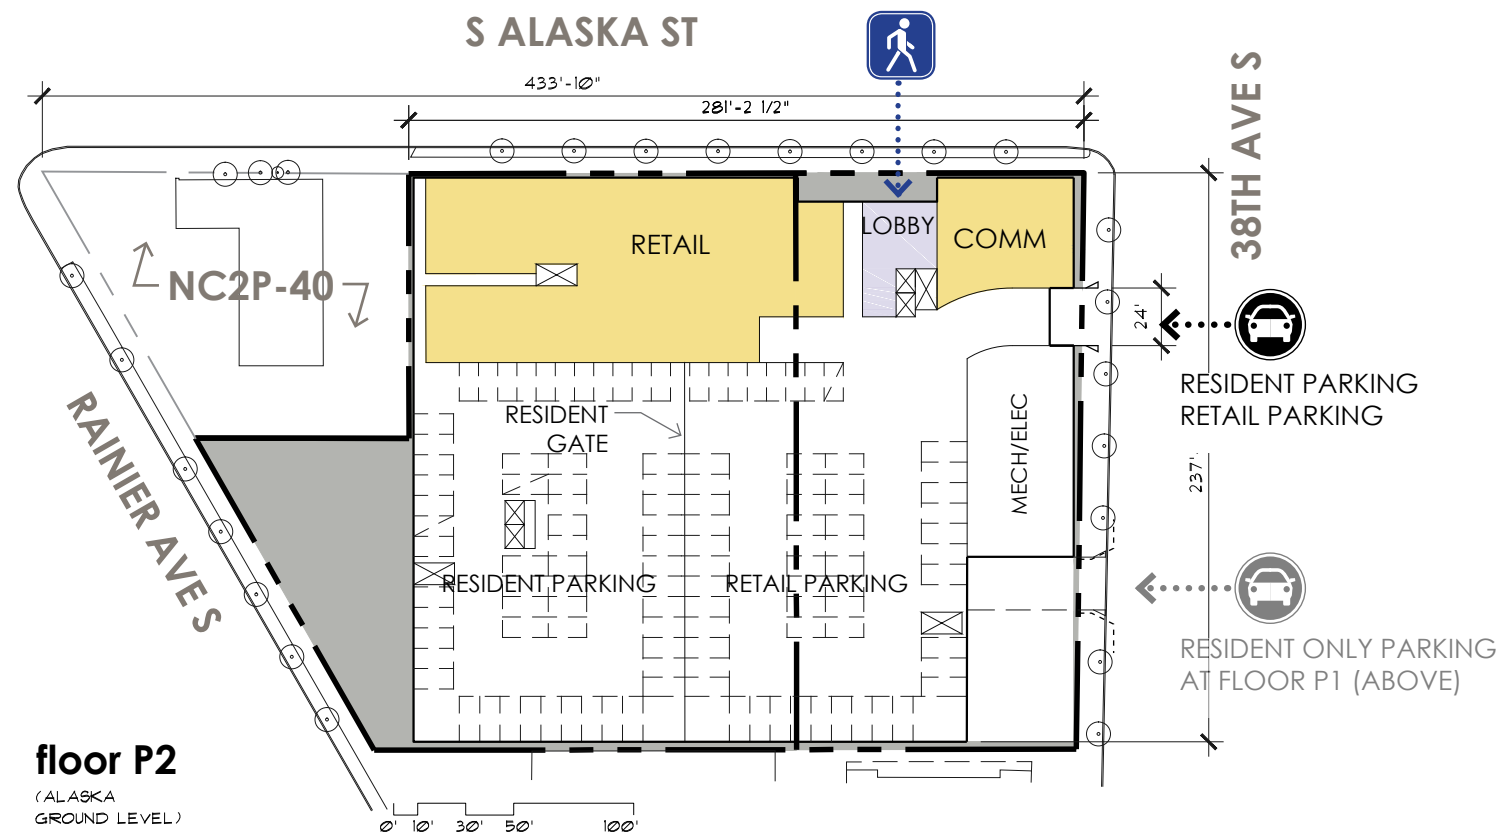 S ALASKA ST
433'-10"
281'-2 1/2"
38TH AVE S
RETAIL
LOBBY
COMM
NC2P-40
24'
RESIDENT PARKING
RETAIL PARKING
RESIDENT
GATE
MECH/ELEC
RAINIER AVE S
237'
RESIDENT PARKING
RETAIL PARKING
RESIDENT ONLY PARKING
AT FLOOR P1 (ABOVE)
floor P2
(ALASKA
GROUND LEVEL)
0' 10' 30' 50' 100'